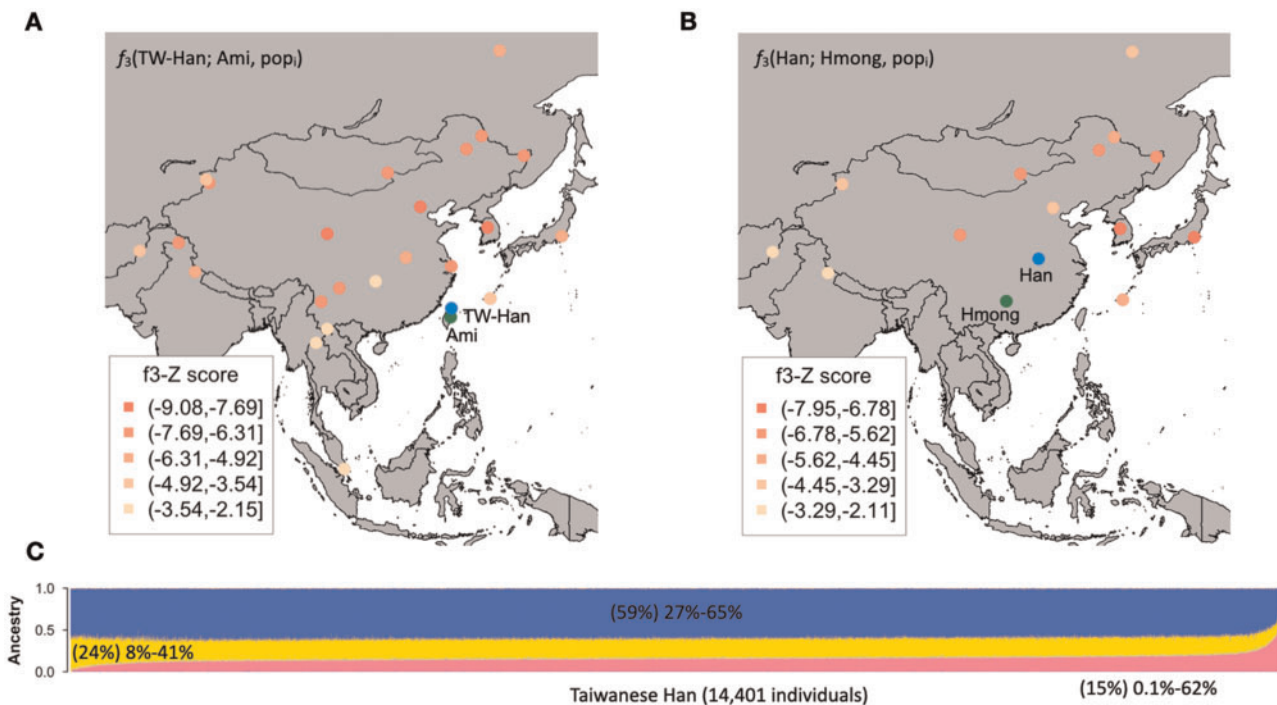 A
f3(TW-Han; Ami, popi)
TW-Han
Ami
f3-Z score
(-9.08,-7.69]
(-7.69,-6.31]
(-6.31,-4.92]
(-4.92,-3.54]
(-3.54,-2.15]
B
f3(Han; Hmong, popi)
Han
Hmong
f3-Z score
(-7.95,-6.78]
(-6.78,-5.62]
(-5.62,-4.45]
(-4.45,-3.29]
(-3.29,-2.11]
C
Ancestry
1.0
0.5
0.0
(59%) 27%-65%
(24%) 8%-41%
Taiwanese Han (14,401 individuals)
(15%) 0.1%-62%